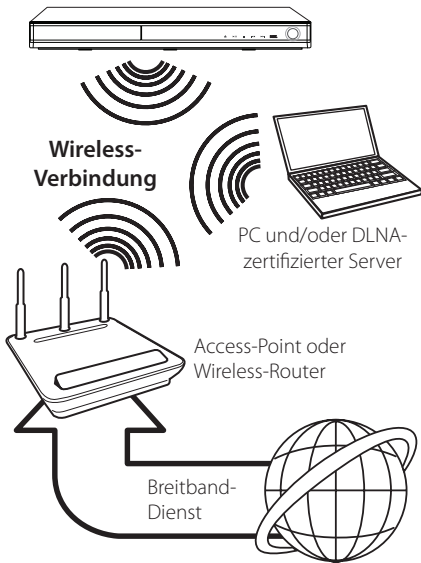 Wireless-
Verbindung
PC und/oder DLNA-
zertifizierter Server
Access-Point oder
Wireless-Router
Breitband-
Dienst